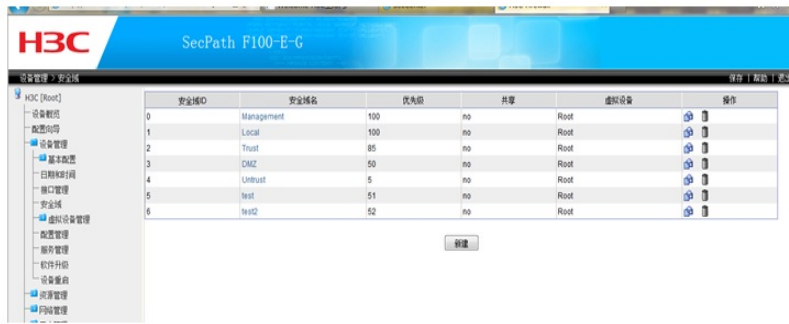 H3C
SecPath F100-E-G
设备管理 > 安全域
保存 | 帮助 | 退出
H3C [Root]
设备概览
配置向导
设备管理
基本配置
日期和时间
接口管理
安全域
虚拟设备管理
配置管理
服务管理
软件升级
设备重启
资源管理
网络管理
安全域ID 安全域名 优先级 共享 虚拟设备 操作
0 Management 100 no Root
1 Local 100 no Root
2 Trust 85 no Root
3 DMZ 50 no Root
4 Untrust 5 no Root
5 test 51 no Root
6 test2 52 no Root
新建